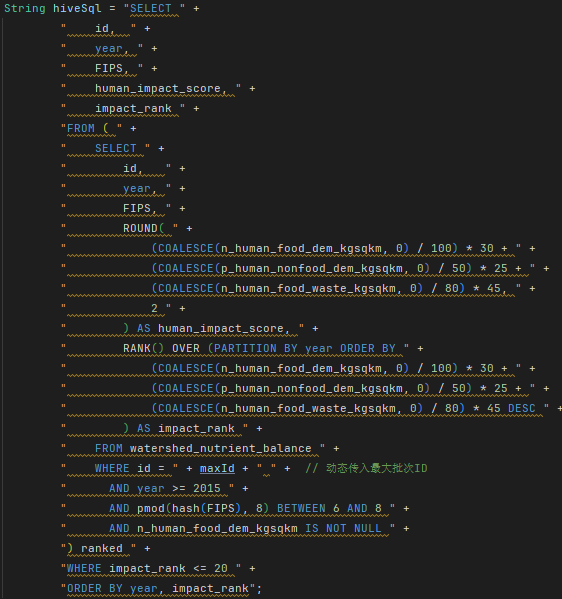 String hiveSql = "SELECT " +
"    id,  " +
"    year, " +
"    FIPS, " +
"    human_impact_score, " +
"    impact_rank " +
"FROM ( " +
"    SELECT " +
"        id,   " +
"        year, " +
"        FIPS, " +
"        ROUND( " +
"            (COALESCE(n_human_food_dem_kgsqkm, 0) / 100) * 30 + " +
"            (COALESCE(p_human_nonfood_dem_kgsqkm, 0) / 50) * 25 + " +
"            (COALESCE(n_human_food_waste_kgsqkm, 0) / 80) * 45, " +
"            2 " +
"        ) AS human_impact_score, " +
"        RANK() OVER (PARTITION BY year ORDER BY " +
"            (COALESCE(n_human_food_dem_kgsqkm, 0) / 100) * 30 + " +
"            (COALESCE(p_human_nonfood_dem_kgsqkm, 0) / 50) * 25 + " +
"            (COALESCE(n_human_food_waste_kgsqkm, 0) / 80) * 45 DESC " +
"        ) AS impact_rank " +
"    FROM watershed_nutrient_balance " +
"    WHERE id = " + maxId + " " +  // 动态传入最大批次ID
"      AND year >= 2015 " +
"      AND pmod(hash(FIPS), 8) BETWEEN 6 AND 8 " +
"      AND n_human_food_dem_kgsqkm IS NOT NULL " +
") ranked " +
"WHERE impact_rank <= 20 " +
"ORDER BY year, impact_rank";